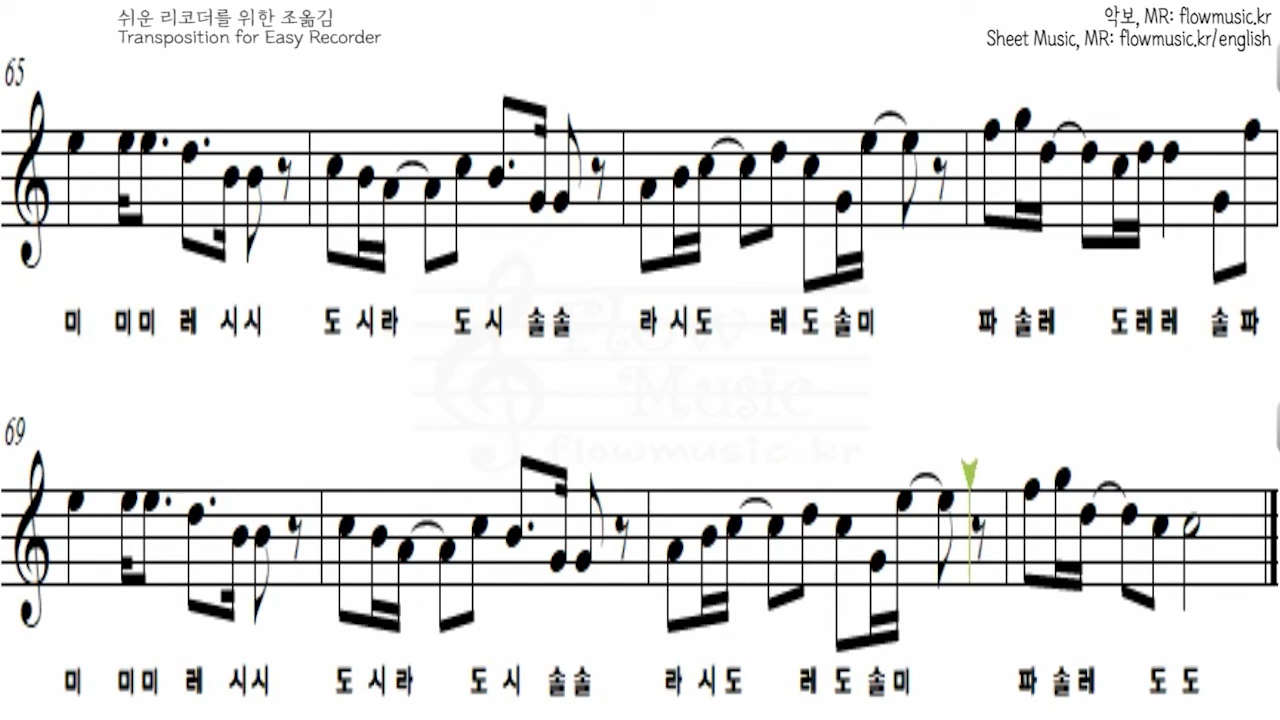 쉬운 리코더를 위한 조옮김
Transposition for Easy Recorder
악보, MR: flowmusic.kr
Sheet Music, MR: flowmusic.kr/english
65
미 미미 레 시시 도 시라 도 시 솔솔 라 시도 레 도 솔미 파 솔레 도레레 솔 파
Flow
Music
flowmusic.kr
69
미 미미 레 시시 도 시라 도 시 솔솔 라 시도 레 도 솔미 파 솔레 도 도